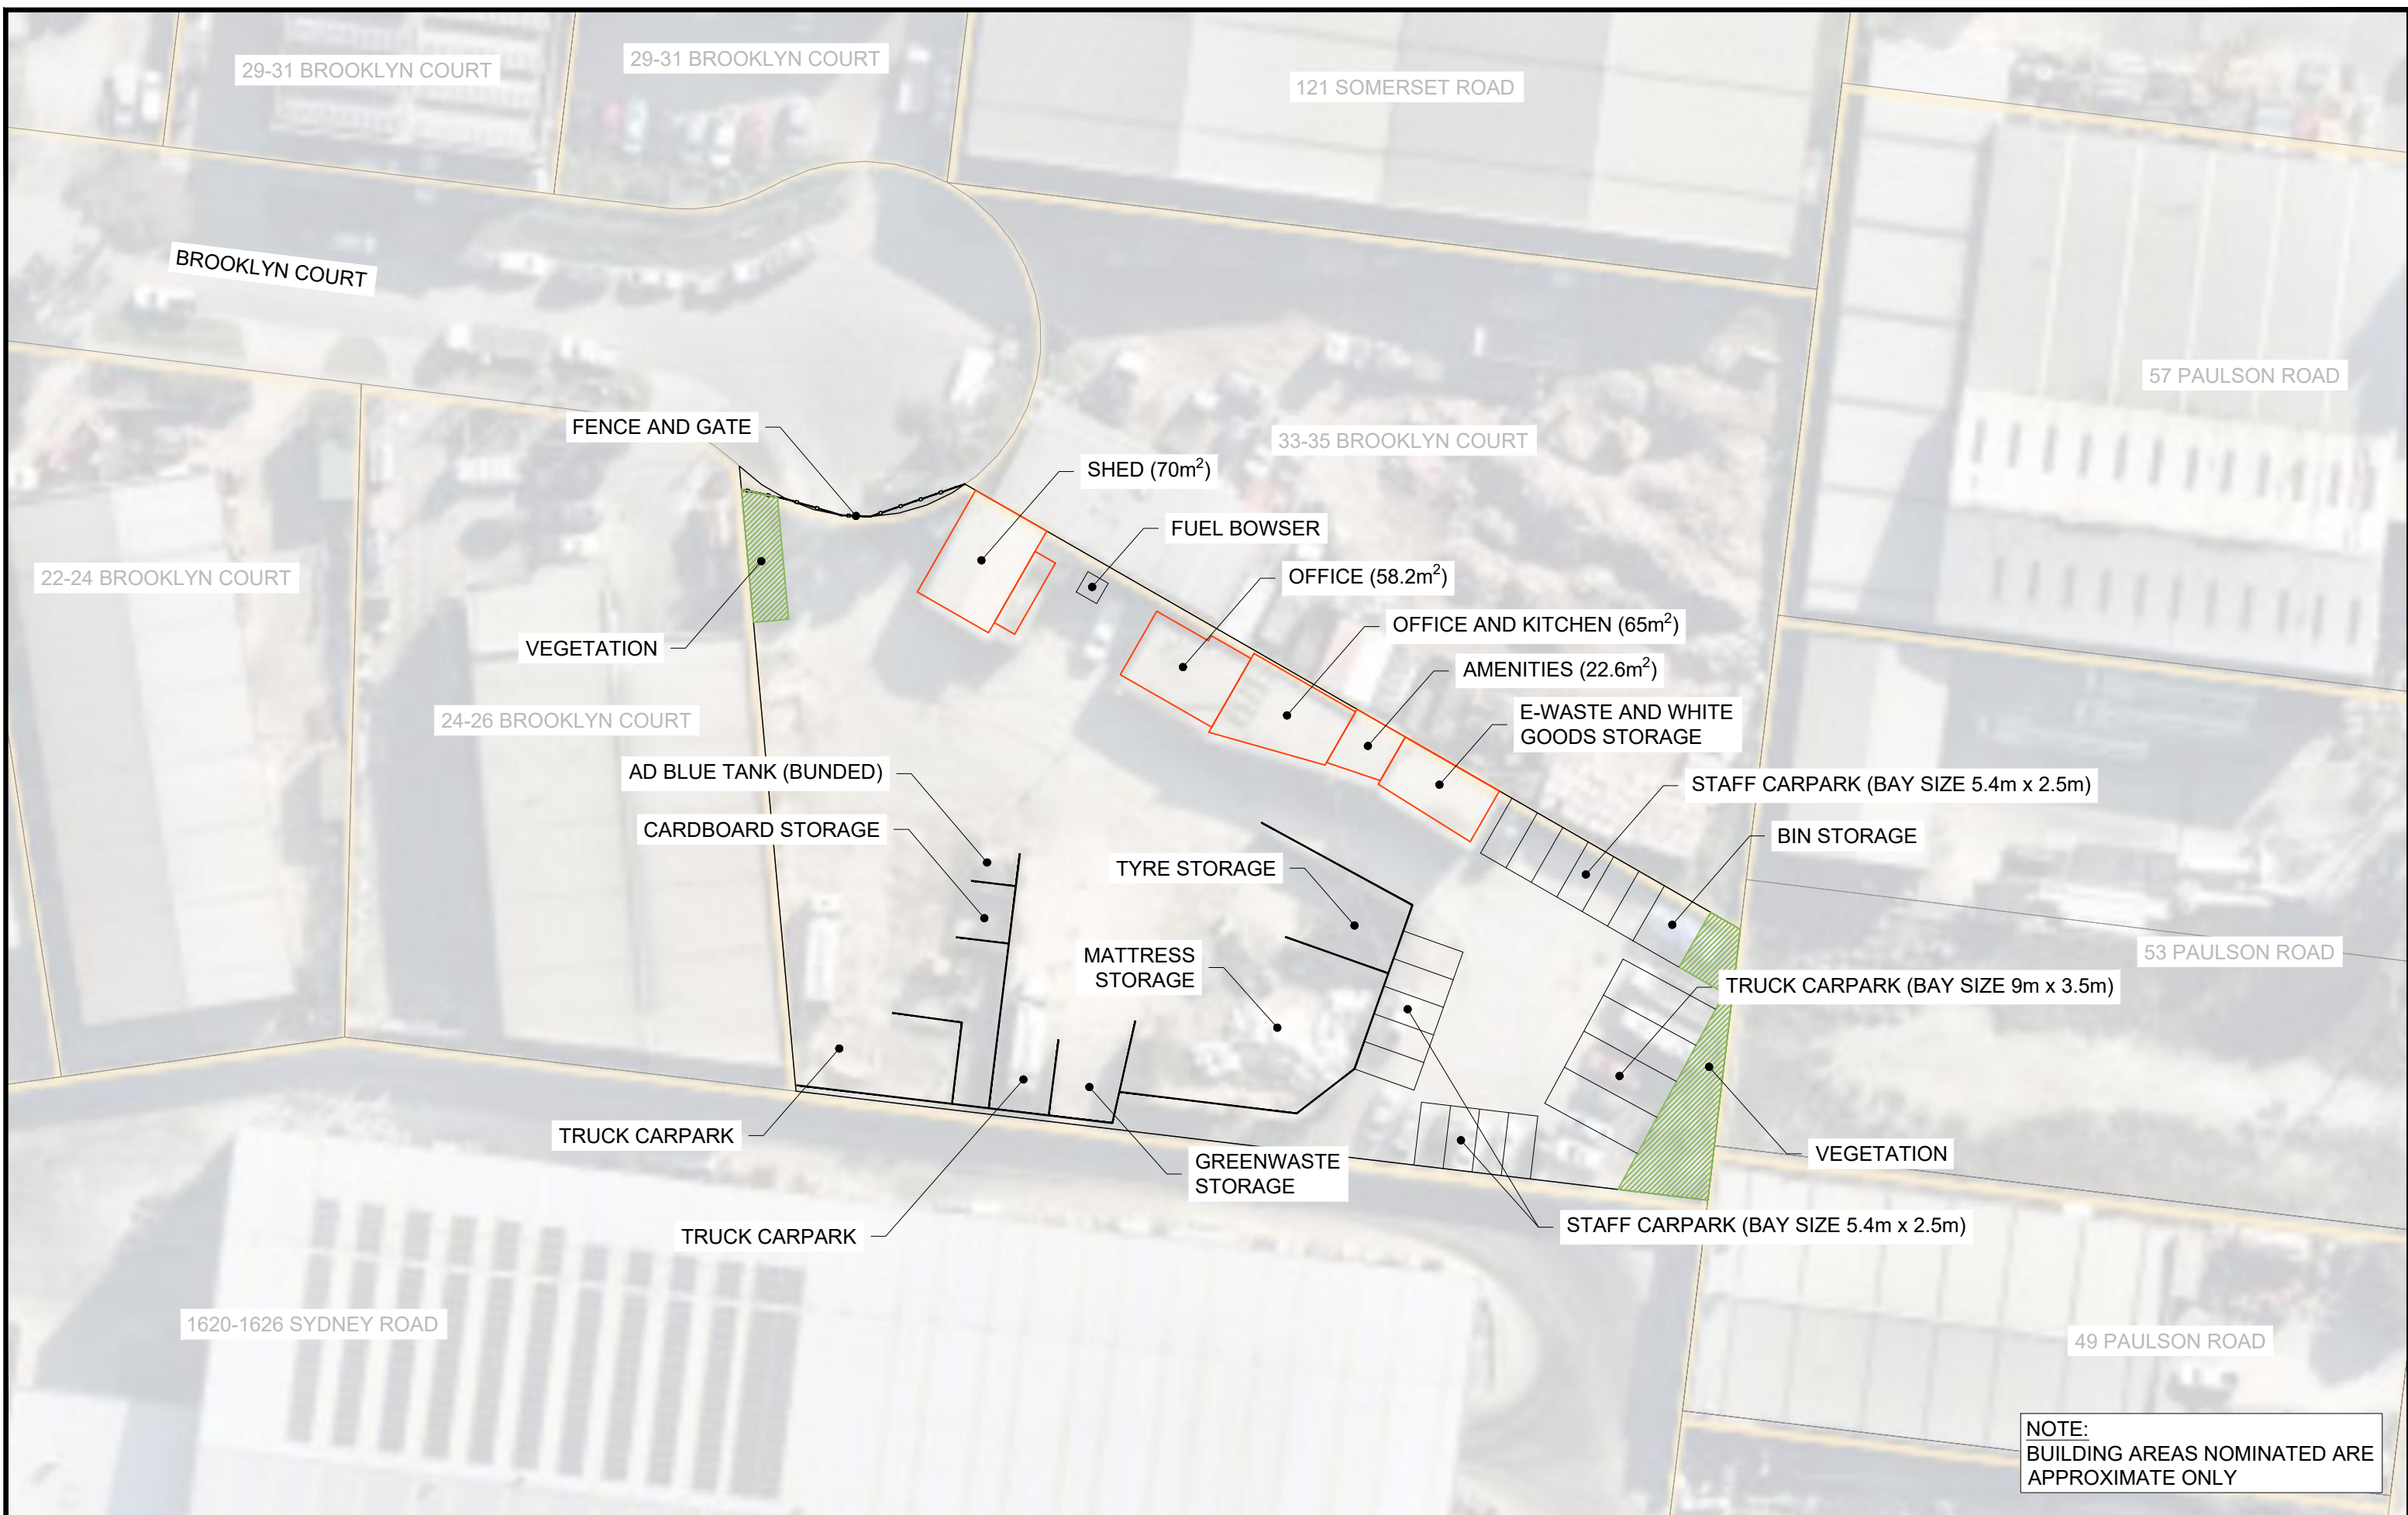 29-31 BROOKLYN COURT
29-31 BROOKLYN COURT
121 SOMERSET ROAD
BROOKLYN COURT
57 PAULSON ROAD
FENCE AND GATE
33-35 BROOKLYN COURT
SHED (70m²)
FUEL BOWSER
22-24 BROOKLYN COURT
OFFICE (58.2m²)
OFFICE AND KITCHEN (65m²)
VEGETATION
AMENITIES (22.6m²)
24-26 BROOKLYN COURT
E-WASTE AND WHITE
GOODS STORAGE
AD BLUE TANK (BUNDED)
STAFF CARPARK (BAY SIZE 5.4m x 2.5m)
CARDBOARD STORAGE
BIN STORAGE
TYRE STORAGE
MATTRESS
STORAGE
53 PAULSON ROAD
TRUCK CARPARK (BAY SIZE 9m x 3.5m)
TRUCK CARPARK
VEGETATION
GREENWASTE
STORAGE
TRUCK CARPARK
STAFF CARPARK (BAY SIZE 5.4m x 2.5m)
1620-1626 SYDNEY ROAD
49 PAULSON ROAD
NOTE:
BUILDING AREAS NOMINATED ARE
APPROXIMATE ONLY